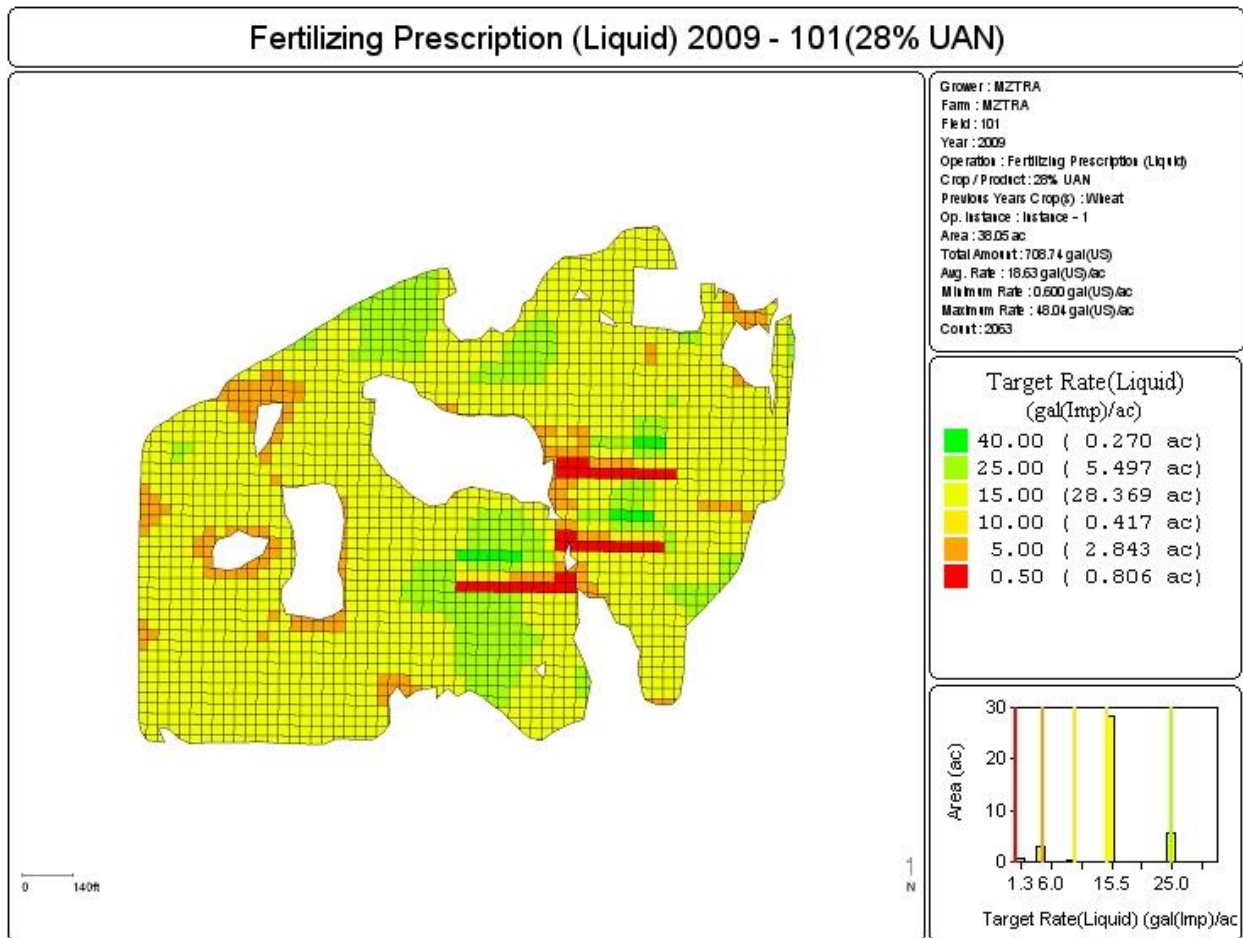 Fertilizing Prescription (Liquid) 2009 - 101(28% UAN)
Grower : MZTRA
Farm : MZTRA
Field : 101
Year : 2009
Operation : Fertilizing Prescription (Liquid)
Crop / Product : 28% UAN
Previous Years Crop(s) : Wheat
Op. Instance : Instance - 1
Area : 38.05 ac
Total Amount : 708.74 gal(US)
Avg. Rate : 18.63 gal(US)/ac
Minimum Rate : 0.600 gal(US)/ac
Maximum Rate : 48.04 gal(US)/ac
Count : 2063
Target Rate(Liquid)
(gal(Imp)/ac)
40.00 ( 0.270 ac)
25.00 ( 5.497 ac)
15.00 (28.369 ac)
10.00 ( 0.417 ac)
5.00 ( 2.843 ac)
0.50 ( 0.806 ac)
30
20
10
0
Area (ac)
1.3 6.0 15.5 25.0
Target Rate(Liquid) (gal(Imp)/ac
0 140ft
N